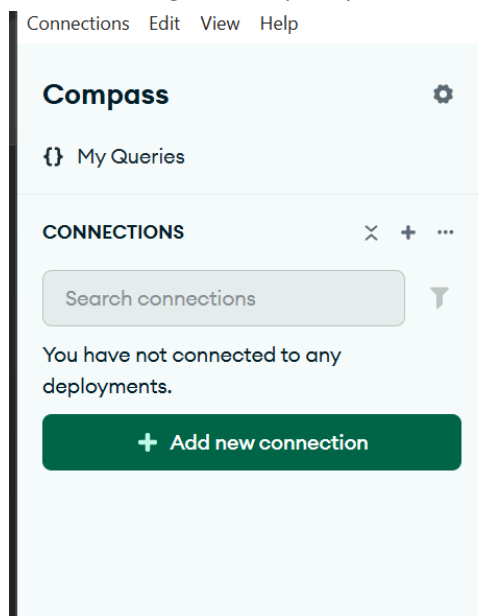 Connections Edit View Help
Compass
{} My Queries
CONNECTIONS
Search connections
You have not connected to any
deployments.
+ Add new connection